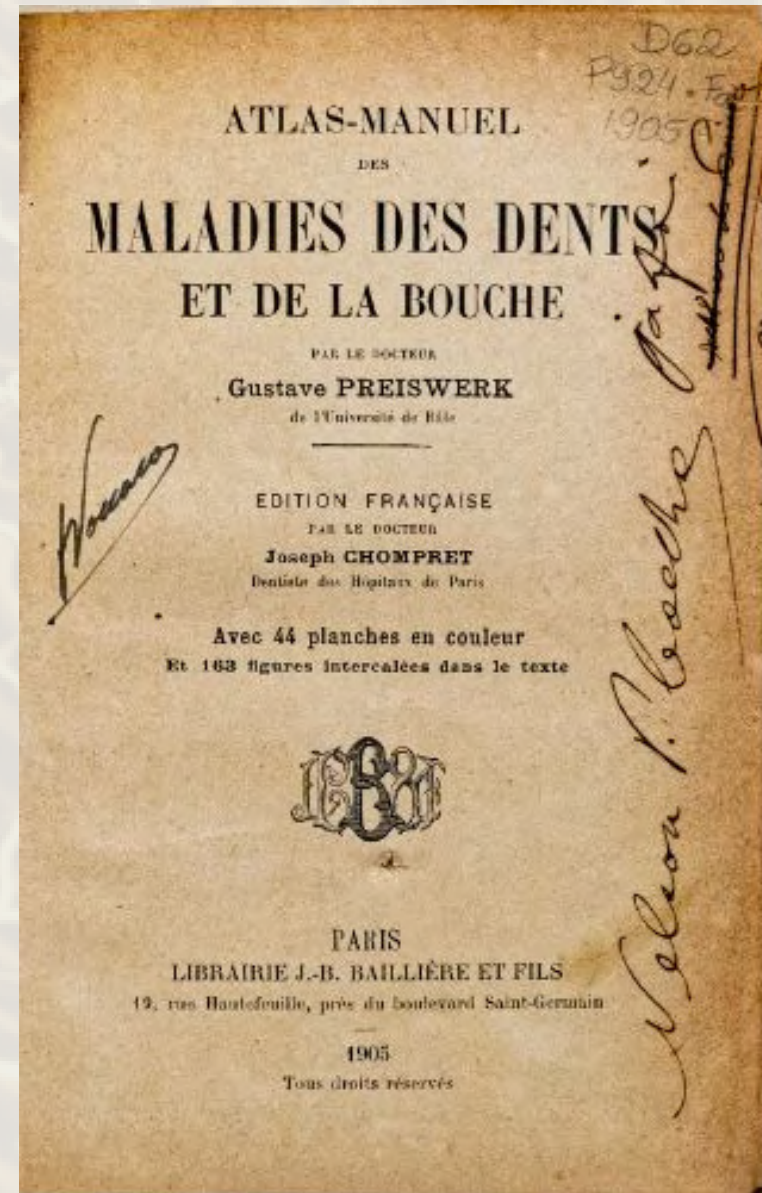 D62
P924
1905
ATLAS-MANUEL
DES
MALADIES DES DENTS
ET DE LA BOUCHE
PAR LE DOCTEUR
Gustave PREISWERK
de l'Université de Bâle
EDITION FRANÇAISE
PAR LE DOCTEUR
Joseph CHOMPRET
Dentiste des Hôpitaux de Paris
Avec 44 planches en couleur
Et 163 figures intercalées dans le texte
PARIS
LIBRAIRIE J.-B. BAILLIÈRE ET FILS
19, rue Hautefeuille, près du boulevard Saint-Germain
1905
Tous droits réservés
Nelson